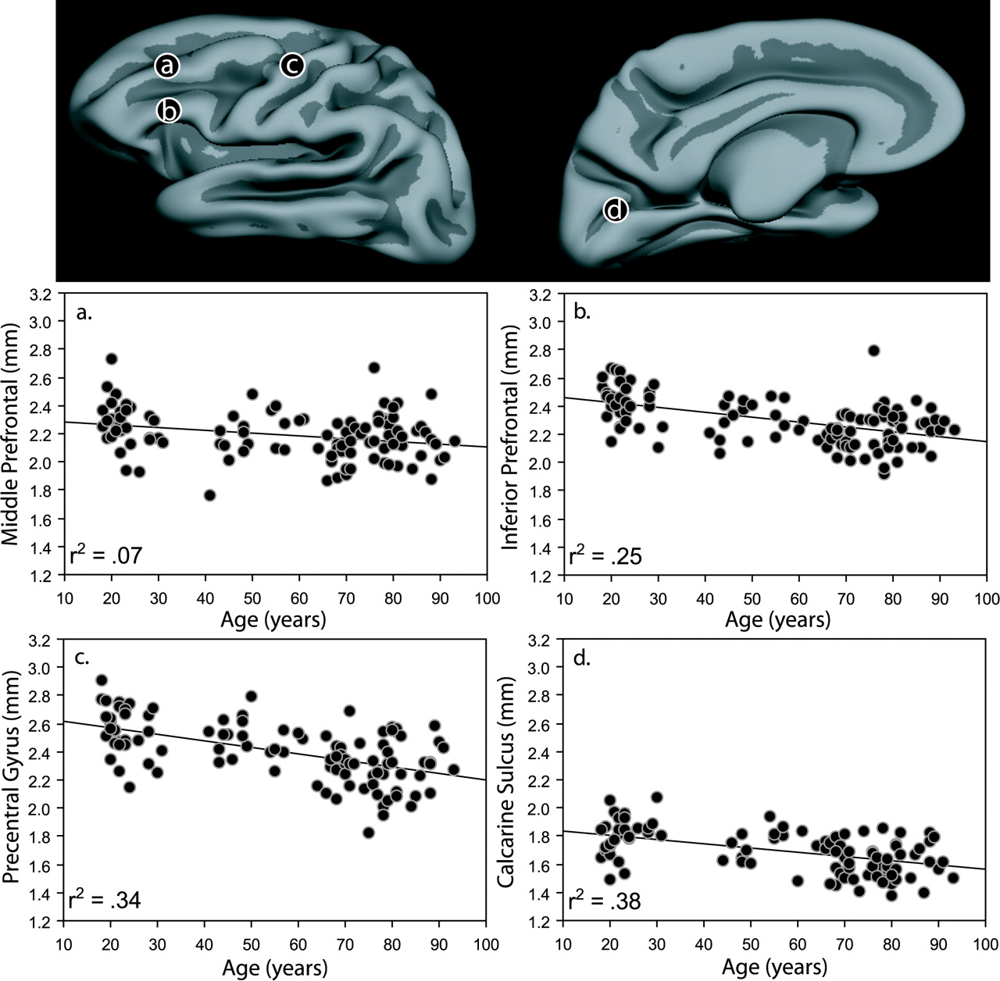 a
c
b
d
a.
Middle Prefrontal (mm)
3.2
3.0
2.8
2.6
2.4
2.2
2.0
1.8
1.6
1.4
1.2
r² = .07
10 20 30 40 50 60 70 80 90 100
Age (years)
b.
Inferior Prefrontal (mm)
3.2
3.0
2.8
2.6
2.4
2.2
2.0
1.8
1.6
1.4
1.2
r² = .25
10 20 30 40 50 60 70 80 90 100
Age (years)
c.
Precentral Gyrus (mm)
3.2
3.0
2.8
2.6
2.4
2.2
2.0
1.8
1.6
1.4
1.2
r² = .34
10 20 30 40 50 60 70 80 90 100
Age (years)
d.
Calcarine Sulcus (mm)
3.2
3.0
2.8
2.6
2.4
2.2
2.0
1.8
1.6
1.4
1.2
r² = .38
10 20 30 40 50 60 70 80 90 100
Age (years)